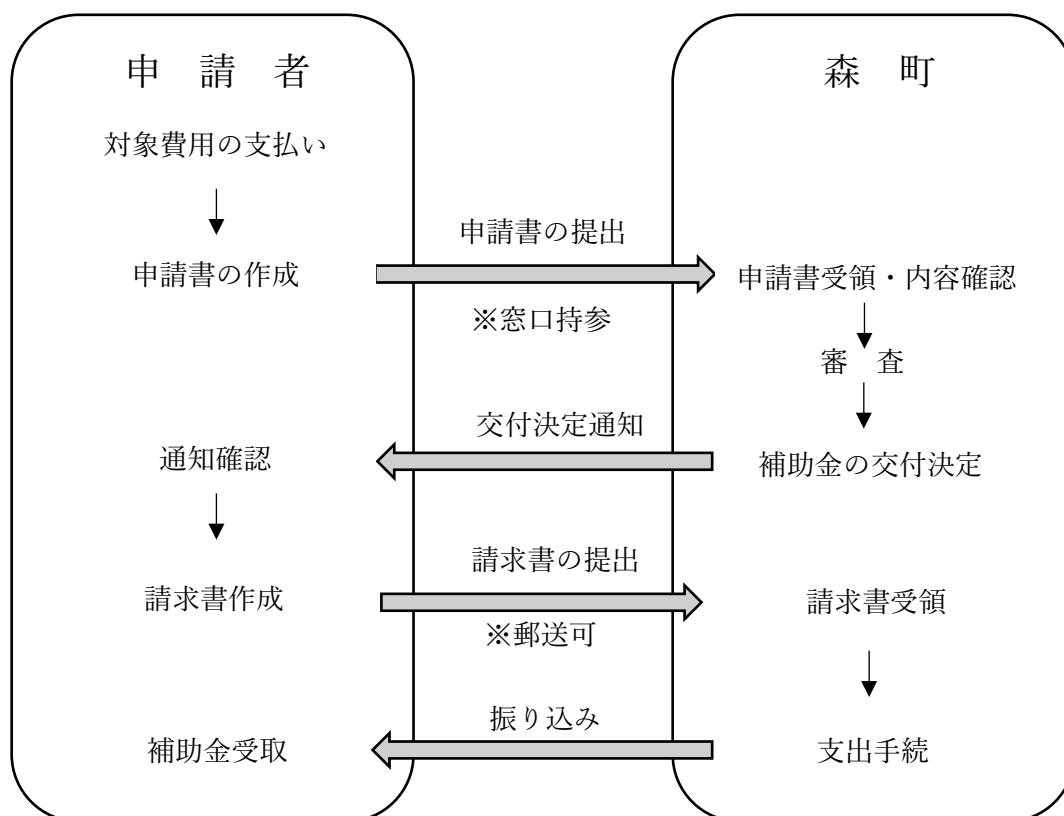 申　請　者
森　町
対象費用の支払い
申請書の提出
申請書の作成
申請書受領・内容確認
※窓口持参
審　査
交付決定通知
通知確認
補助金の交付決定
請求書の提出
請求書作成
請求書受領
※郵送可
振り込み
補助金受取
支出手続